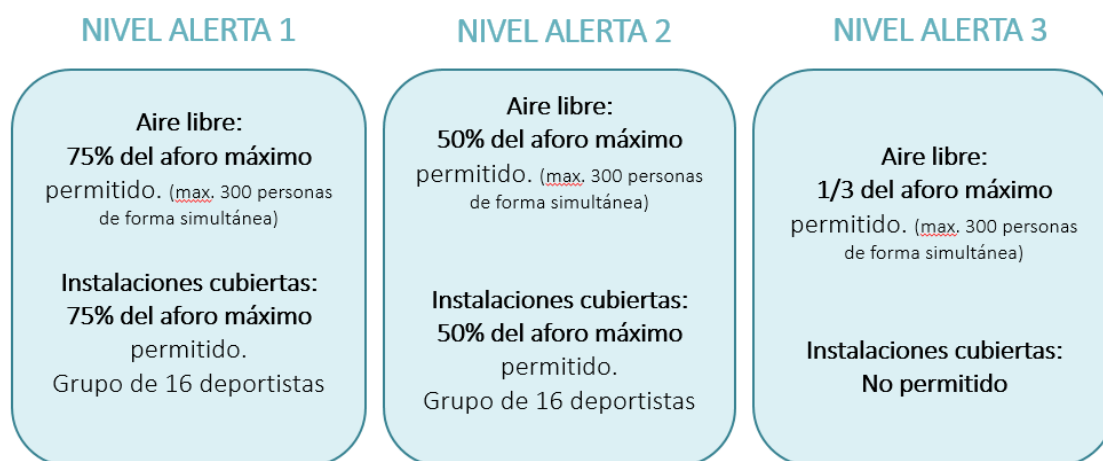 NIVEL ALERTA 1
Aire libre:
75% del aforo máximo
permitido. (max. 300 personas
de forma simultánea)
Instalaciones cubiertas:
75% del aforo máximo
permitido.
Grupo de 16 deportistas
NIVEL ALERTA 2
Aire libre:
50% del aforo máximo
permitido. (max. 300 personas
de forma simultánea)
Instalaciones cubiertas:
50% del aforo máximo
permitido.
Grupo de 16 deportistas
NIVEL ALERTA 3
Aire libre:
1/3 del aforo máximo
permitido. (max. 300 personas
de forma simultánea)
Instalaciones cubiertas:
No permitido